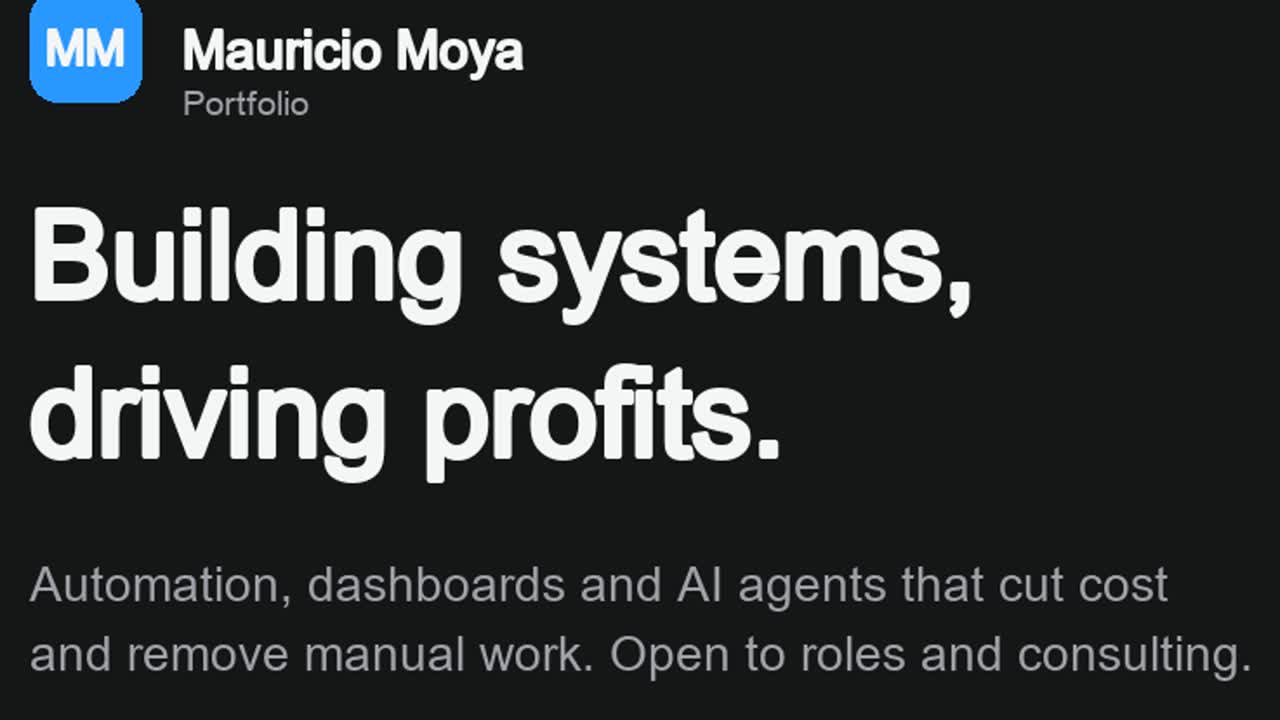 MM
Mauricio Moya
Portfolio
Building systems,
driving profits.
Automation, dashboards and AI agents that cut cost
and remove manual work. Open to roles and consulting.